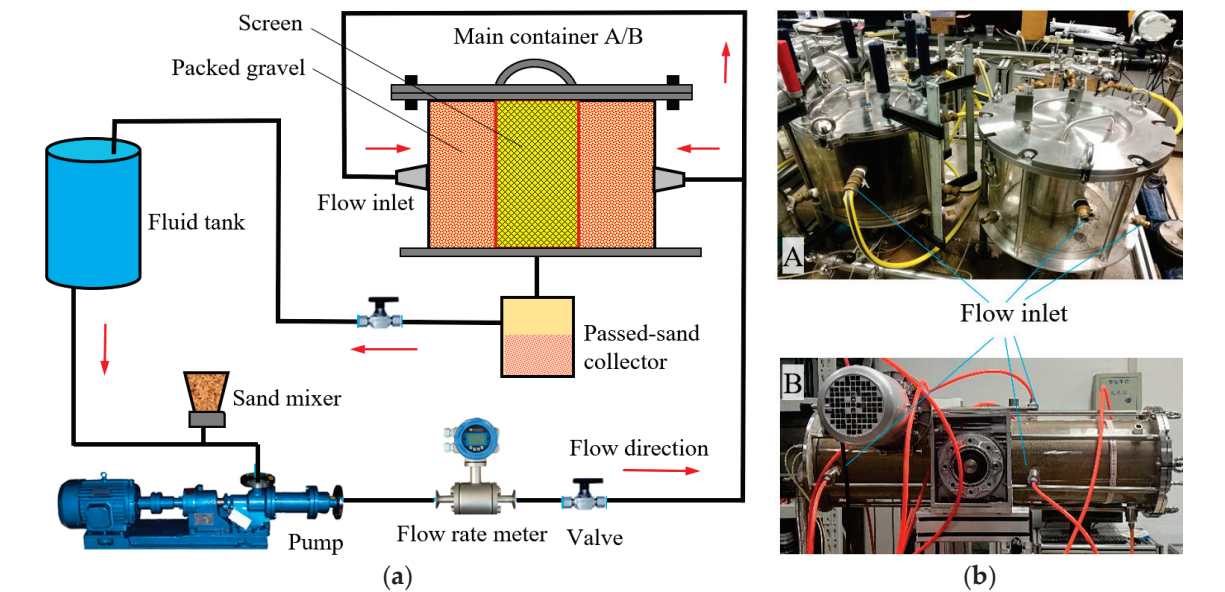 Screen
Main container A/B
Packed gravel
Flow inlet
Fluid tank
Passed-sand
collector
Sand mixer
Flow direction
Flow rate meter
Valve
Pump
(a)
A
Flow inlet
B
(b)